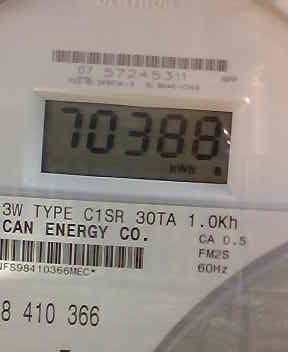 07 57245311
70388
kWh
3W TYPE C1SR 30TA 1.0Kh
CAN ENERGY CO.
CA 0.5
NFS98410366MEC*
FM2S
60Hz
8 410 366